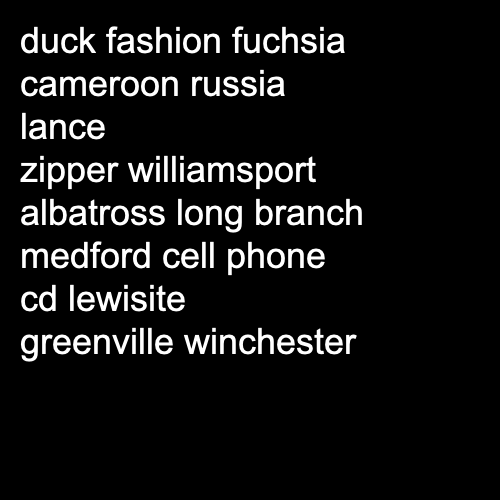 duck fashion fuchsia
cameroon russia
lance
zipper williamsport
albatross long branch
medford cell phone
cd lewisite
greenville winchester